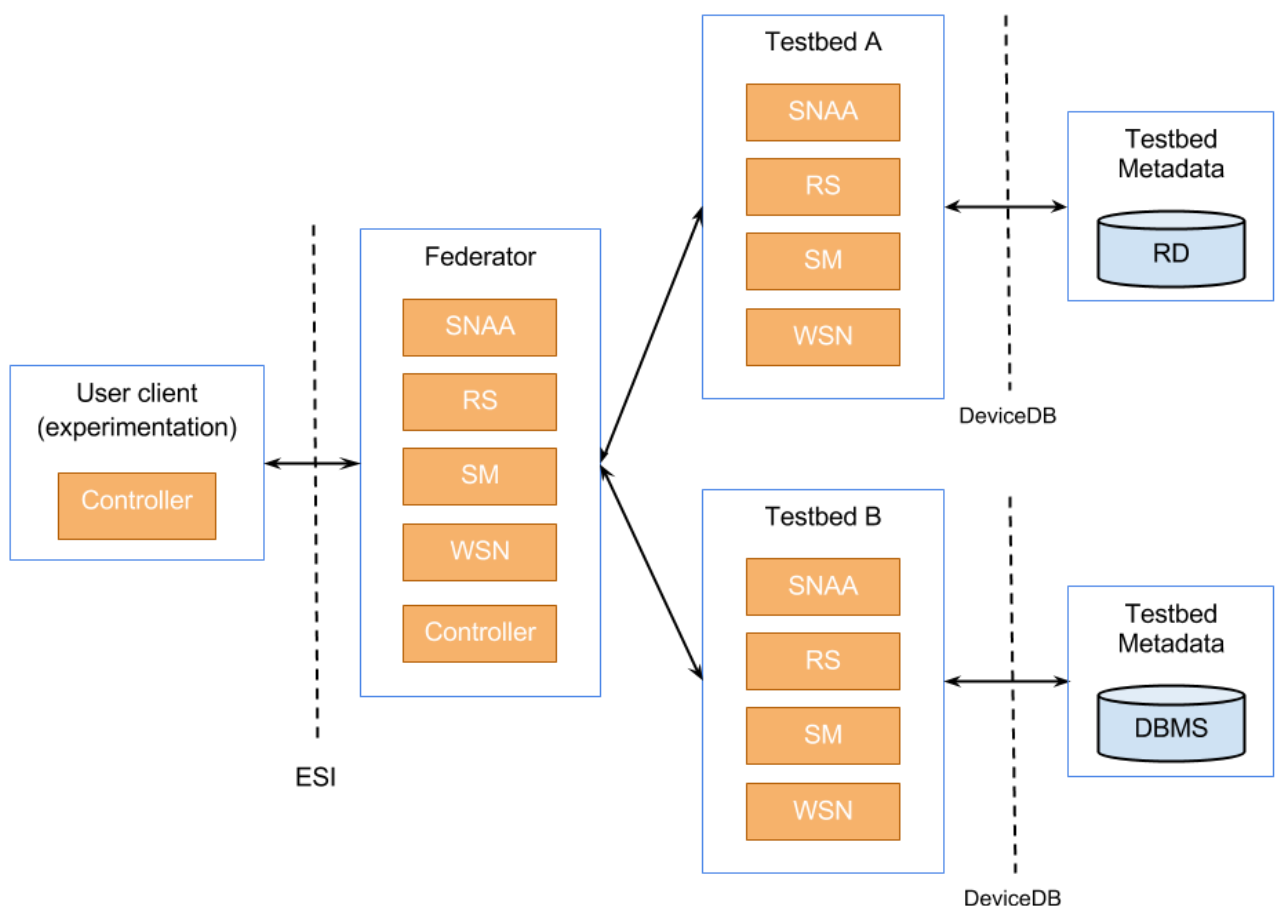 User client
(experimentation)
Controller
ESI
Federator
SNAA
RS
SM
WSN
Controller
Testbed A
SNAA
RS
SM
WSN
DeviceDB
Testbed
Metadata
RD
Testbed B
SNAA
RS
SM
WSN
DeviceDB
Testbed
Metadata
DBMS